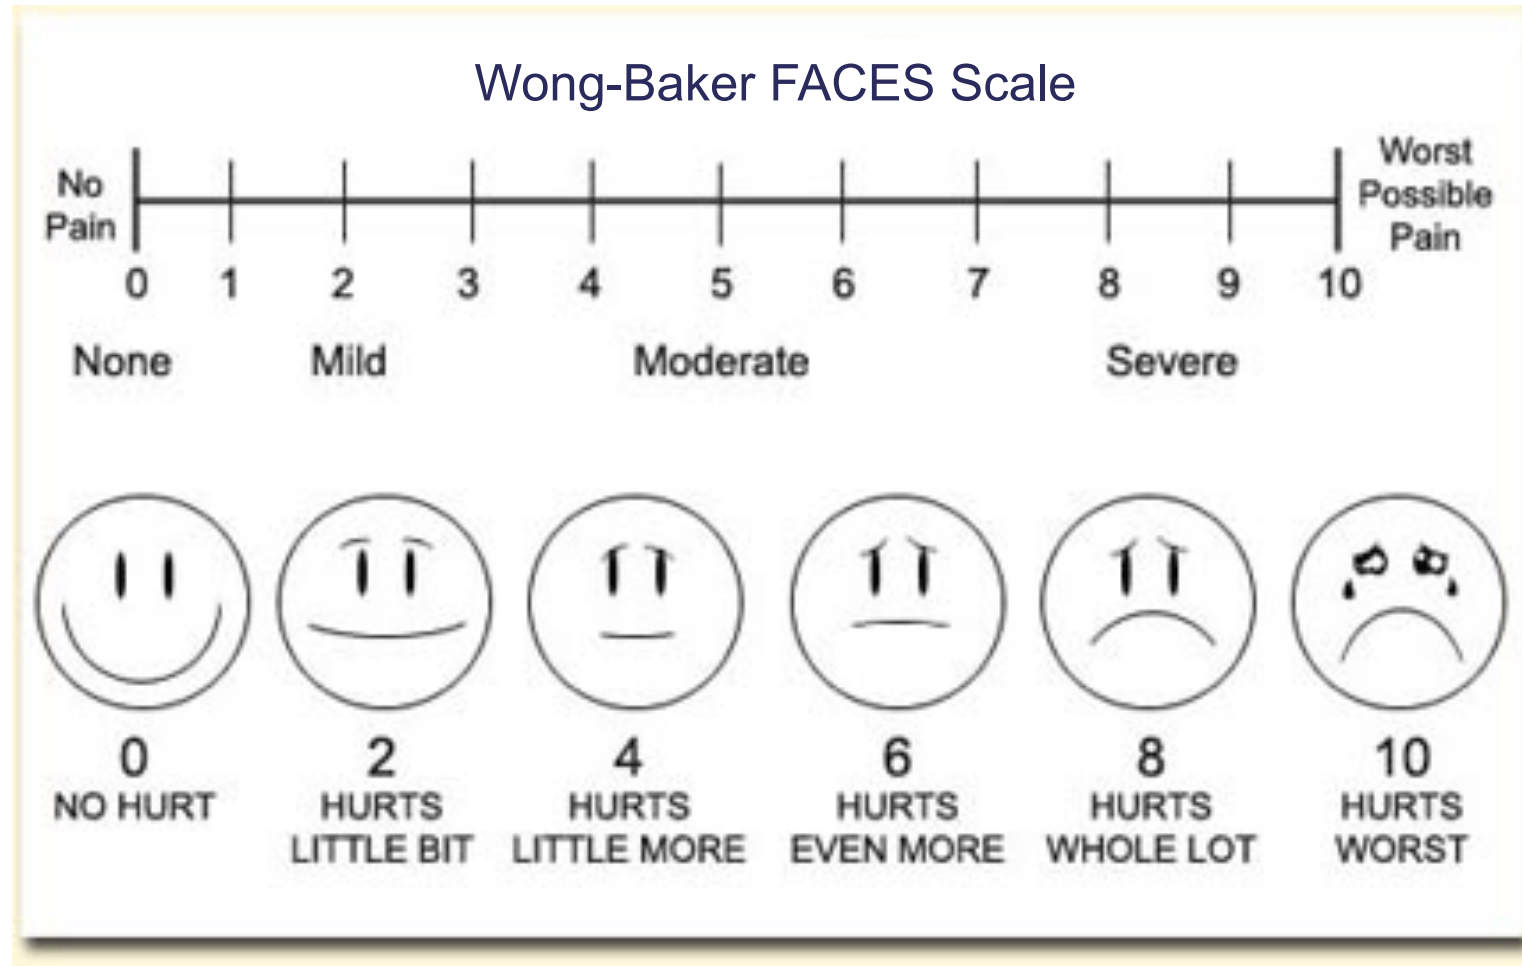 Wong-Baker FACES Scale
No
Pain
Worst
Possible
Pain
0 1 2 3 4 5 6 7 8 9 10
None Mild Moderate Severe
0 2 4 6 8 10
NO HURT HURTS HURTS HURTS HURTS HURTS
LITTLE BIT LITTLE MORE EVEN MORE WHOLE LOT WORST